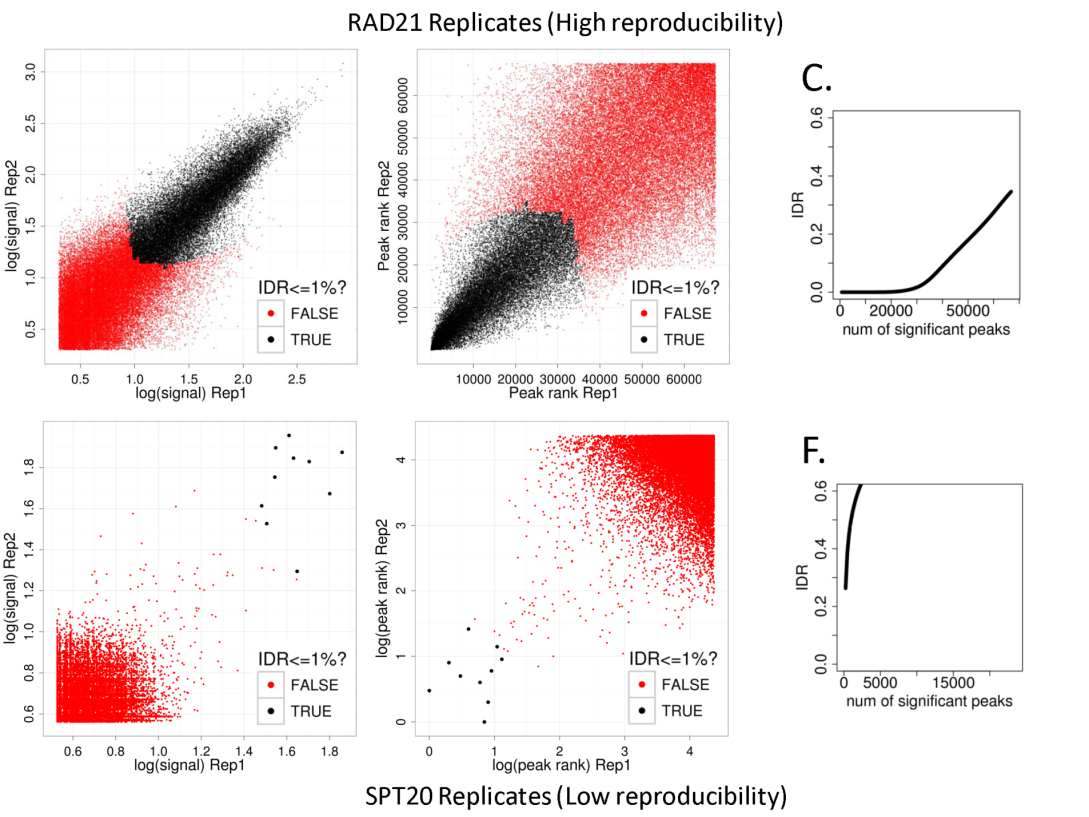 RAD21 Replicates (High reproducibility)
log(signal) Rep2
3.0
2.5
2.0
1.5
1.0
0.5
IDR<=1%?
FALSE
TRUE
0.5 1.0 1.5 2.0 2.5
log(signal) Rep1
Peak rank Rep2
60000
50000
40000
30000
20000
10000
IDR<=1%?
FALSE
TRUE
10000 20000 30000 40000 50000 60000
Peak rank Rep1
C.
IDR
0.6
0.4
0.2
0.0
0 20000 50000
num of significant peaks
log(signal) Rep2
1.8
1.6
1.4
1.2
1.0
0.8
0.6
IDR<=1%?
FALSE
TRUE
0.6 0.8 1.0 1.2 1.4 1.6 1.8
log(signal) Rep1
log(peak rank) Rep2
4
3
2
1
0
IDR<=1%?
FALSE
TRUE
0 1 2 3 4
log(peak rank) Rep1
F.
IDR
0.6
0.4
0.2
0.0
0 5000 15000
num of significant peaks
SPT20 Replicates (Low reproducibility)